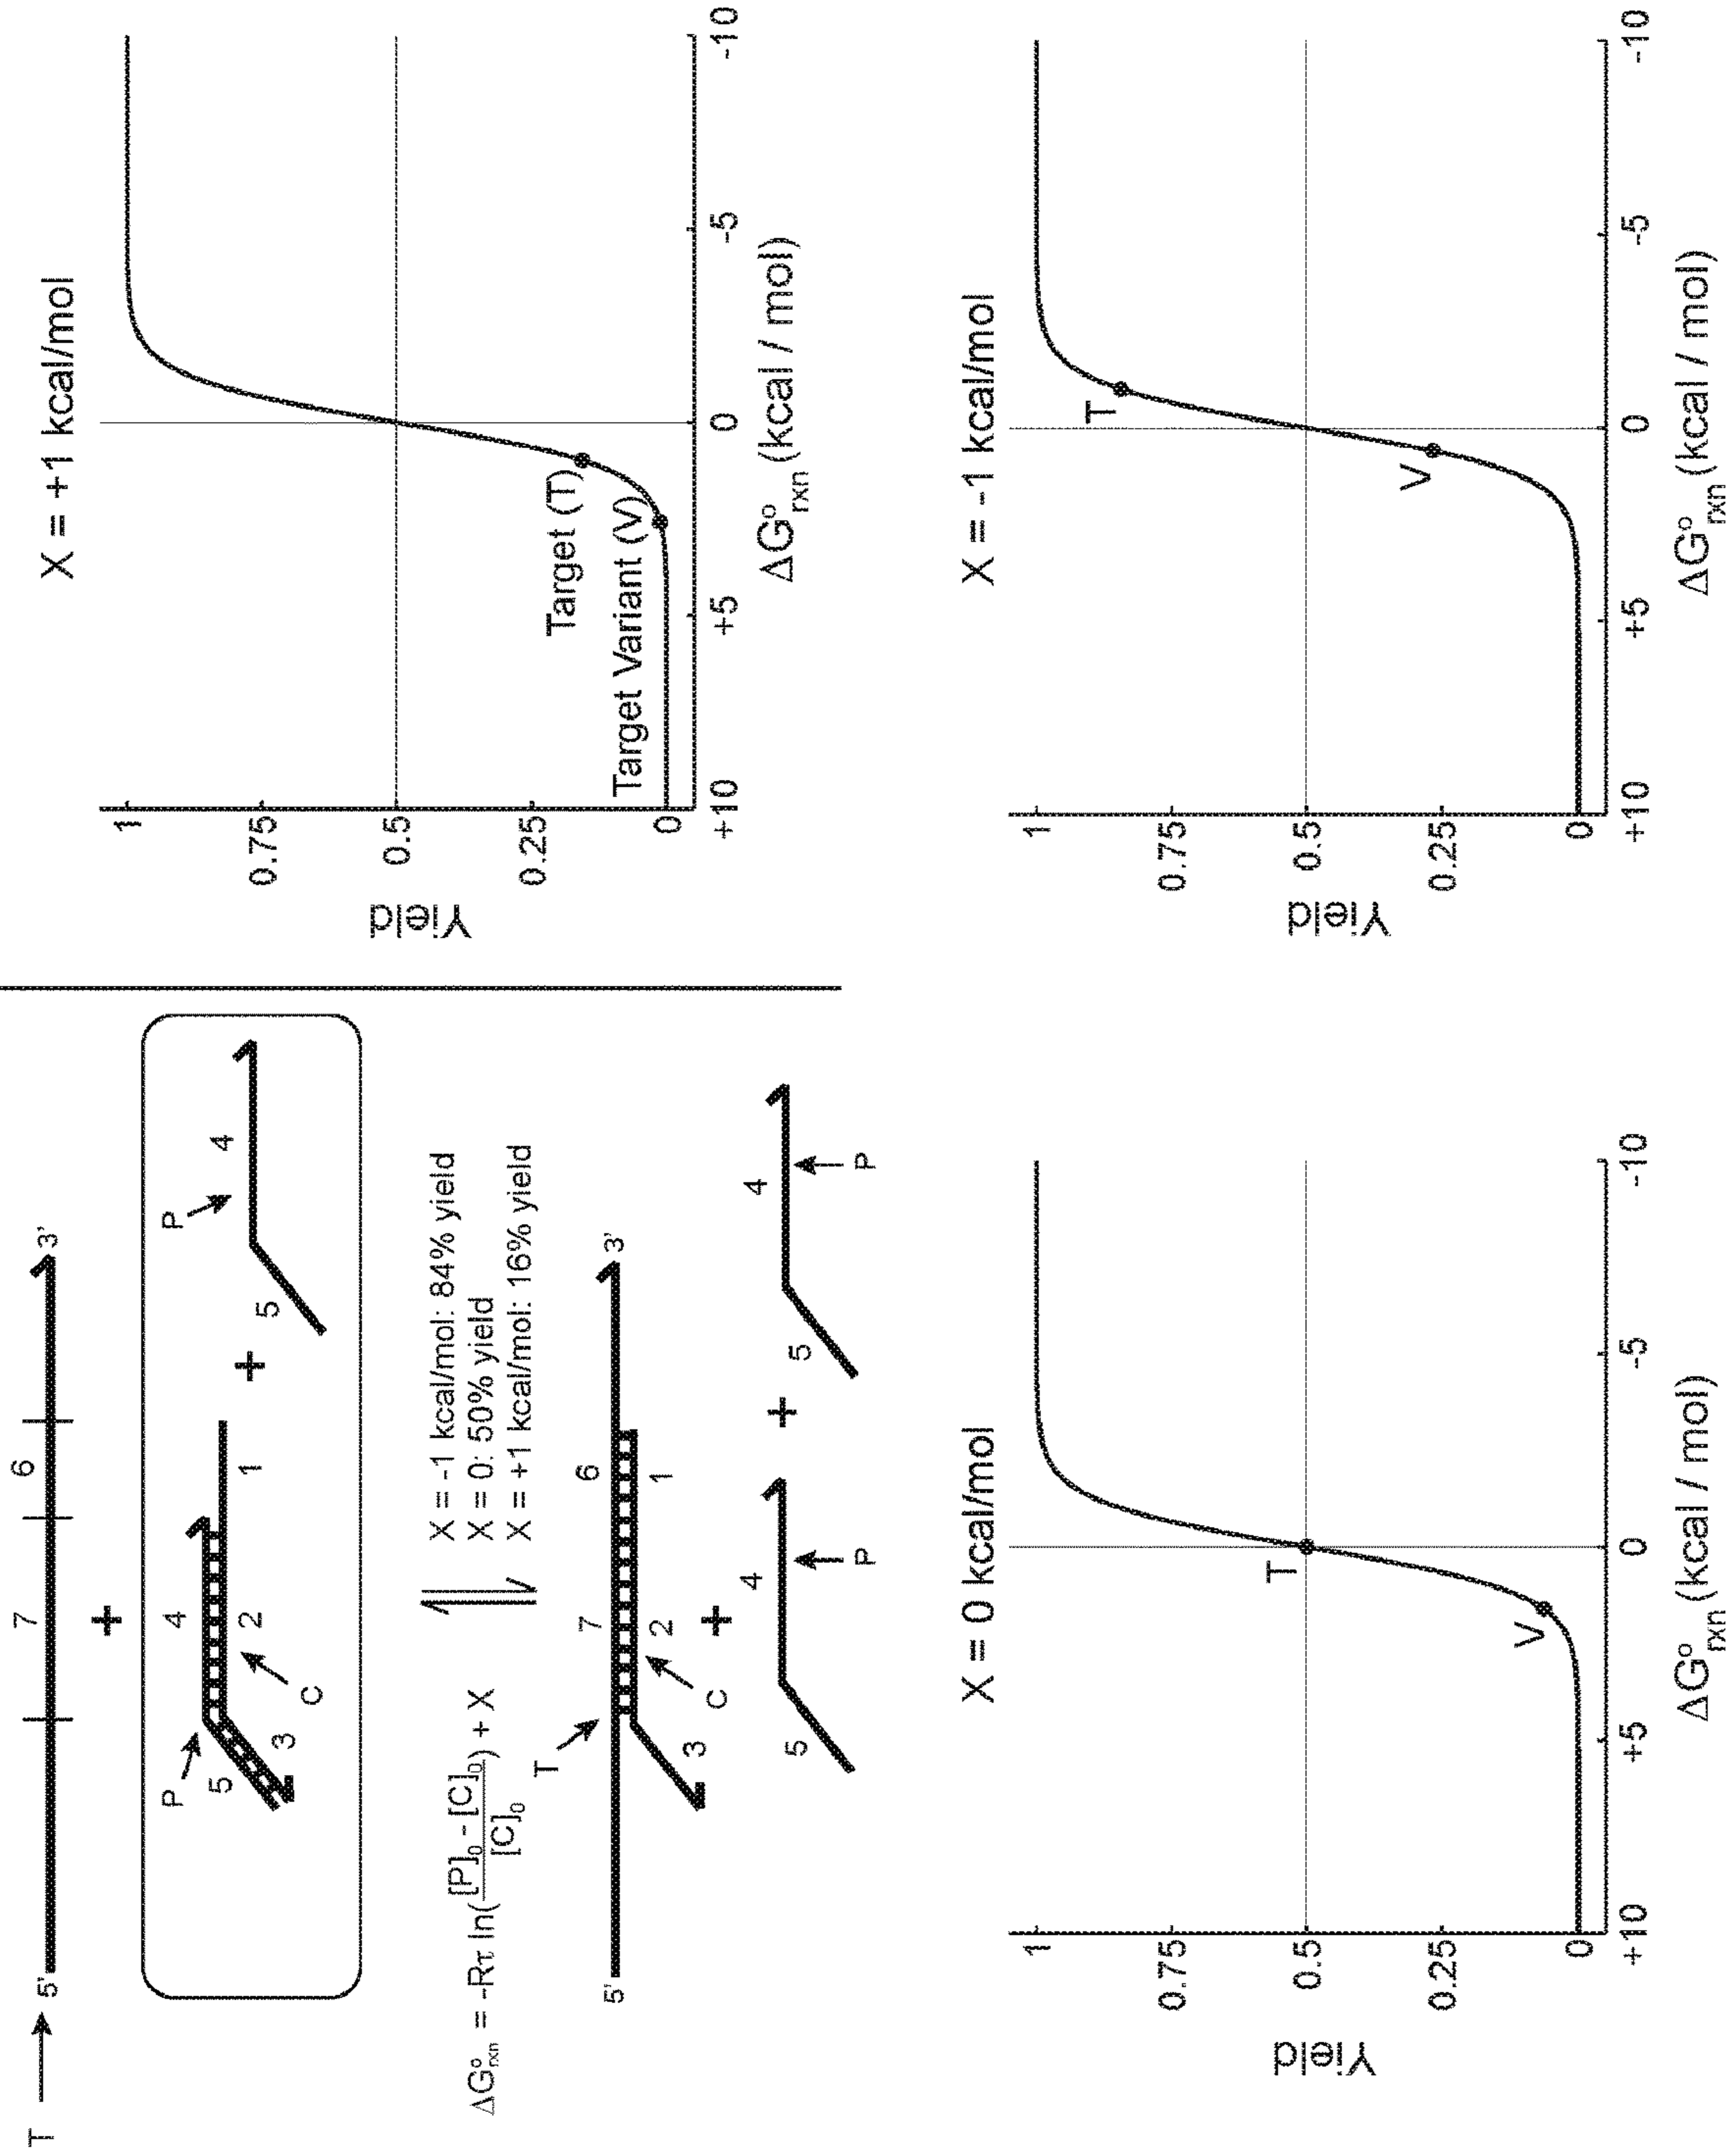 T
5'
7
6
3'
+
P
5
4
2
3
C
1
+
P
5
4
ΔG°rxn = -Rτ ln([P]0 - [C]0 / [C]0) + X
X = -1 kcal/mol: 84% yield
X = 0: 50% yield
X = +1 kcal/mol: 16% yield
T
5'
7
6
3'
2
1
3
C
+
5
4
P
+
5
4
P
X = +1 kcal/mol
Yield
1
0.75
0.5
0.25
0
Target (T)
Target Variant (V)
+10
+5
0
-5
-10
ΔG°rxn (kcal / mol)
X = 0 kcal/mol
Yield
1
0.75
0.5
0.25
0
T
V
+10
+5
0
-5
-10
ΔG°rxn (kcal / mol)
X = -1 kcal/mol
Yield
1
0.75
0.5
0.25
0
T
V
+10
+5
0
-5
-10
ΔG°rxn (kcal / mol)